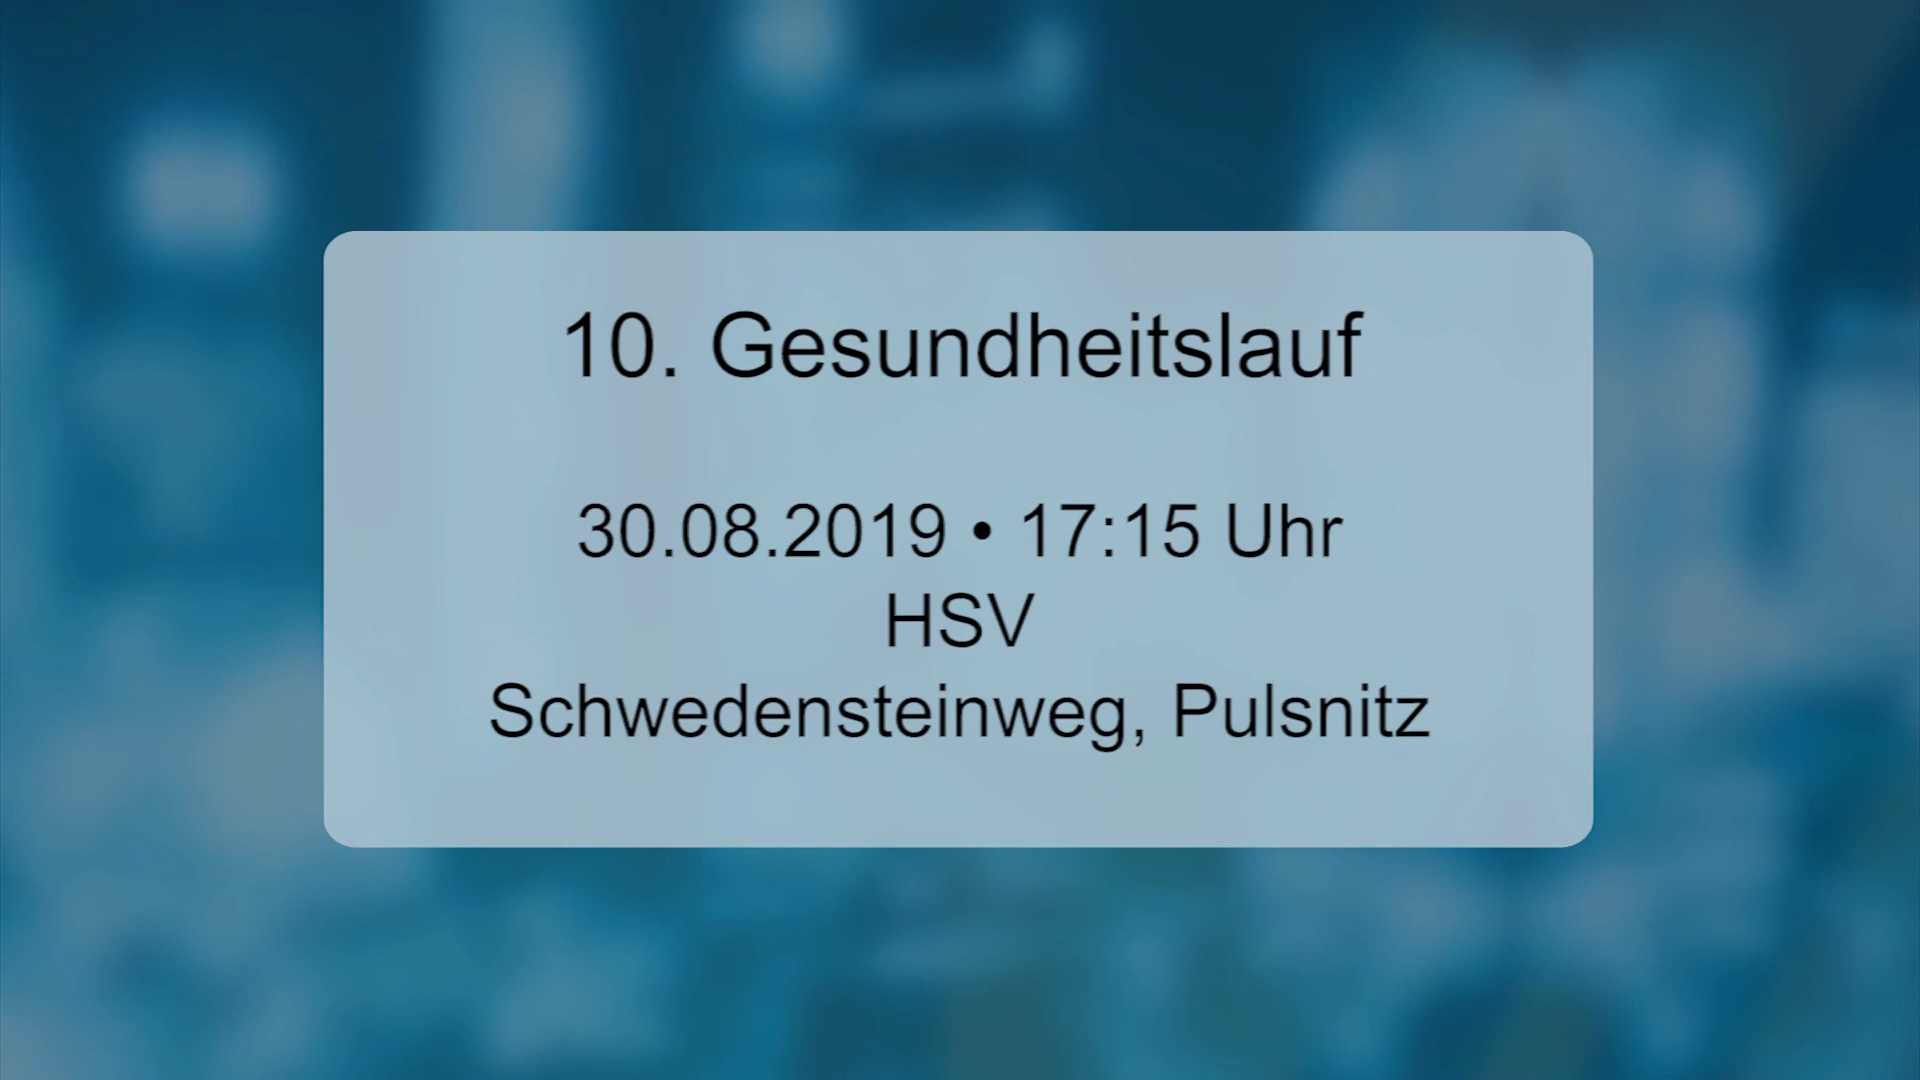 10. Gesundheitslauf
30.08.2019 • 17:15 Uhr
HSV
Schwedensteinweg, Pulsnitz